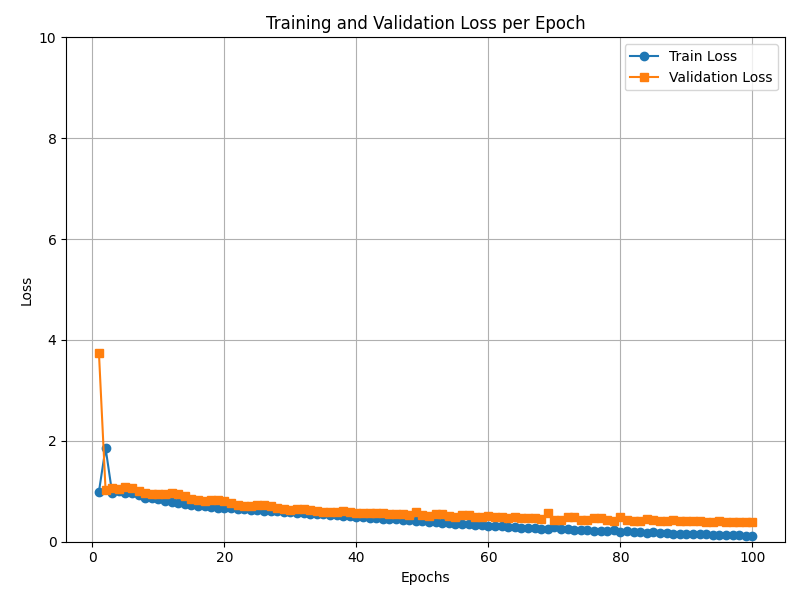 Training and Validation Loss per Epoch
Train Loss
Validation Loss
10
8
6
4
2
0
Loss
0 20 40 60 80 100
Epochs